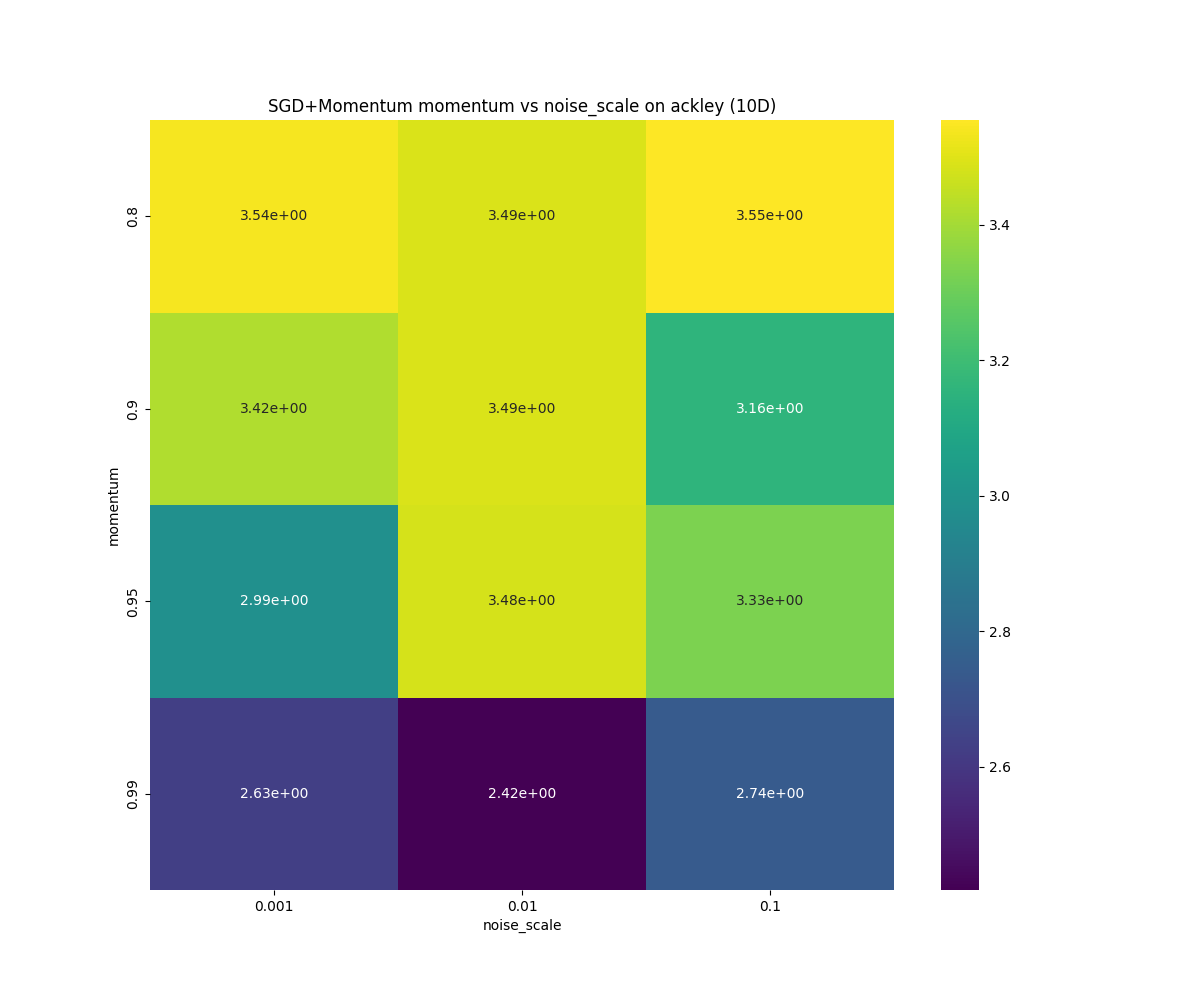 SGD+Momentum momentum vs noise_scale on ackley (10D)
momentum
0.8
3.54e+00
3.49e+00
3.55e+00
0.9
3.42e+00
3.49e+00
3.16e+00
0.95
2.99e+00
3.48e+00
3.33e+00
0.99
2.63e+00
2.42e+00
2.74e+00
0.001
0.01
0.1
noise_scale
3.4
3.2
3.0
2.8
2.6